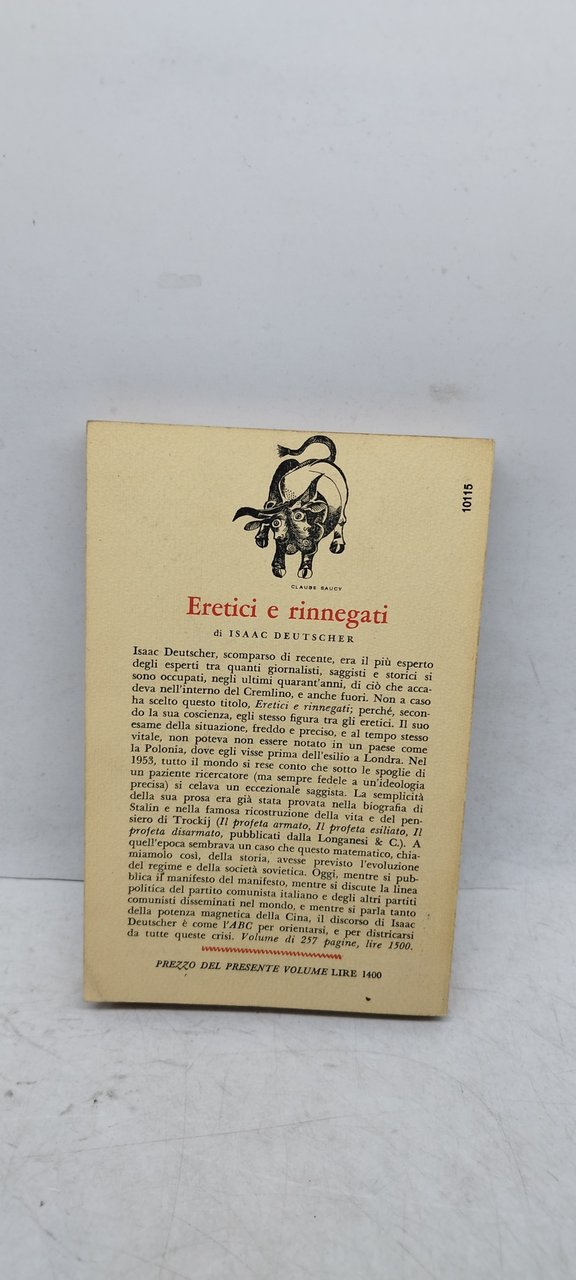 10115
CLAUDE SAUCY
Eretici e rinnegati
di ISAAC DEUTSCHER
Isaac Deutscher, scomparso di recente, era il più esperto
degli esperti tra quanti giornalisti, saggisti e storici si
sono occupati, negli ultimi quarant'anni, di ciò che acca-
deva nell'interno del Cremlino, e anche fuori. Non a caso
ha scelto questo titolo, Eretici e rinnegati; perché, secon-
do la sua coscienza, egli stesso figura tra gli eretici. Il suo
esame della situazione, freddo e preciso, e al tempo stesso
vitale, non poteva non essere notato in un paese come
la Polonia, dove egli visse prima dell'esilio a Londra. Nel
1953, tutto il mondo si rese conto che sotto le spoglie di
un paziente ricercatore (ma sempre fedele a un'ideologia
precisa) si celava un eccezionale saggista. La semplicità
della sua prosa era già stata provata nella biografia di
Stalin e nella famosa ricostruzione della vita e del pen-
siero di Trockij (Il profeta armato, Il profeta esiliato, Il
profeta disarmato, pubblicati dalla Longanesi & C.). A
quell'epoca sembrava un caso che questo matematico, chia-
miamolo così, della storia, avesse previsto l'evoluzione
del regime e della società sovietica. Oggi, mentre si pub-
blica il manifesto del manifesto, mentre si discute la linea
politica del partito comunista italiano e degli altri partiti
comunisti disseminati nel mondo, e mentre si parla tanto
della potenza magnetica della Cina, il discorso di Isaac
Deutscher è come l'ABC per orientarsi, e per districarsi
da tutte queste crisi. Volume di 257 pagine, lire 1500.
PREZZO DEL PRESENTE VOLUME LIRE 1400